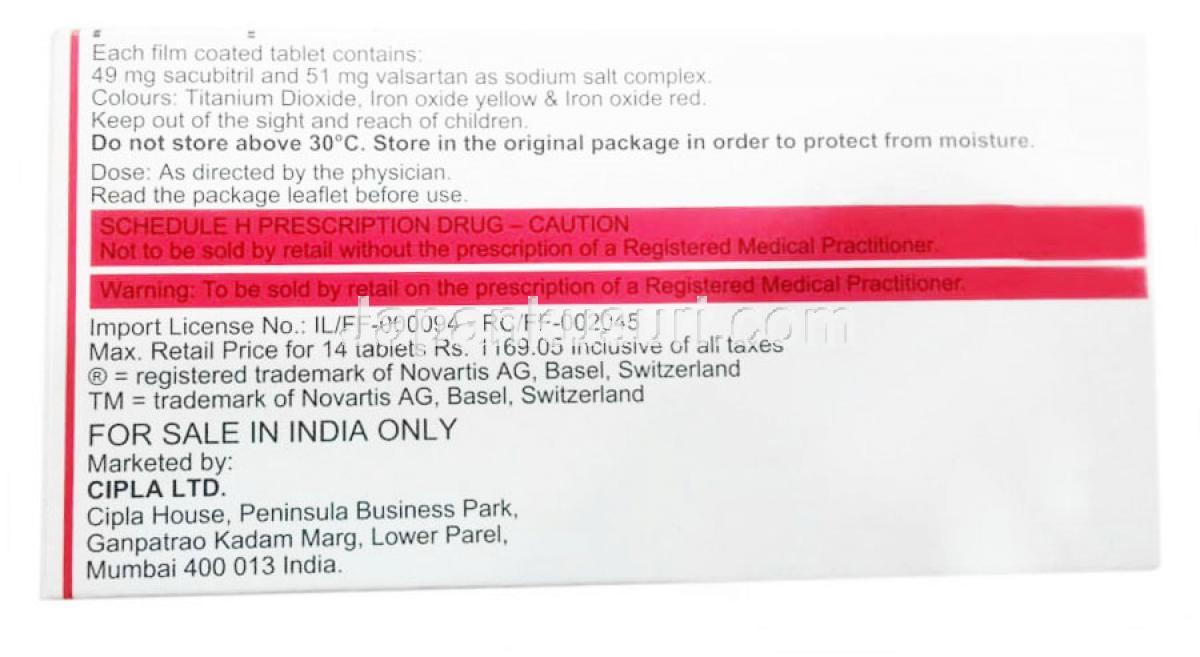 Each film coated tablet contains:
49 mg sacubitril and 51 mg valsartan as sodium salt complex.
Colours: Titanium Dioxide, Iron oxide yellow & Iron oxide red.
Keep out of the sight and reach of children.
Do not store above 30°C. Store in the original package in order to protect from moisture.
Dose: As directed by the physician.
Read the package leaflet before use.
SCHEDULE H PRESCRIPTION DRUG – CAUTION
Not to be sold by retail without the prescription of a Registered Medical Practitioner.
Warning: To be sold by retail on the prescription of a Registered Medical Practitioner.
Import License No.: IL/FF-000094 - RC/FF-002045
Max. Retail Price for 14 tablets Rs. 1169.05 inclusive of all taxes
® = registered trademark of Novartis AG, Basel, Switzerland
TM = trademark of Novartis AG, Basel, Switzerland
FOR SALE IN INDIA ONLY
Marketed by:
CIPLA LTD.
Cipla House, Peninsula Business Park,
Ganpatrao Kadam Marg, Lower Parel,
Mumbai 400 013 India.